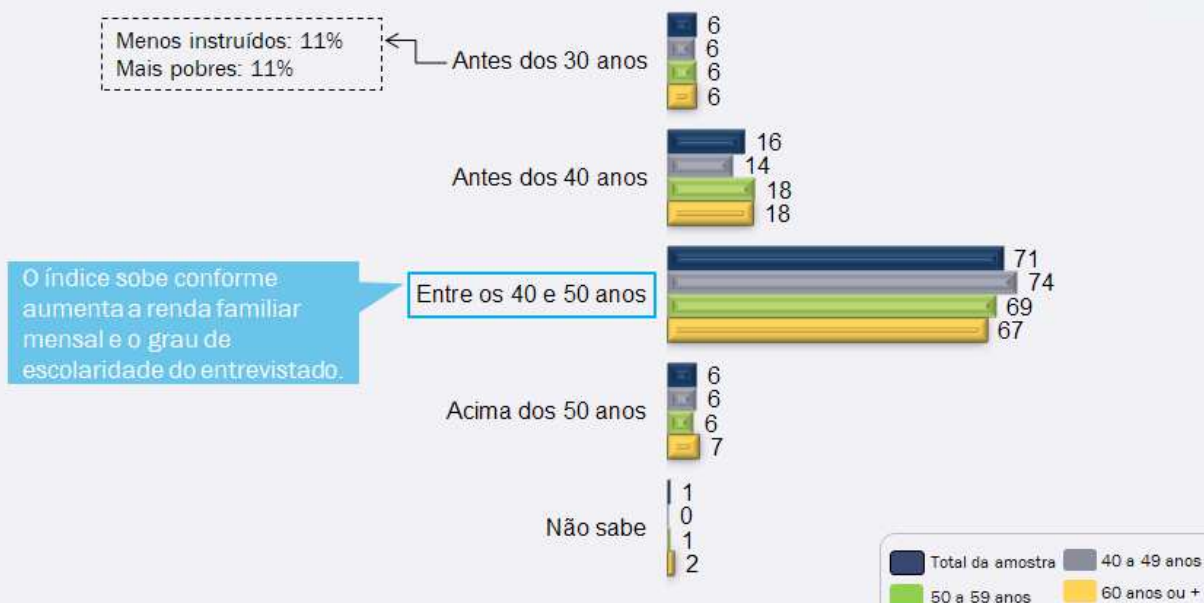 Menos instruídos: 11%
Mais pobres: 11%
Antes dos 30 anos
6
6
6
6
Antes dos 40 anos
16
14
18
18
O índice sobe conforme
aumenta a renda familiar
mensal e o grau de
escolaridade do entrevistado.
Entre os 40 e 50 anos
71
74
69
67
Acima dos 50 anos
6
6
6
7
Não sabe
1
0
1
2
Total da amostra
40 a 49 anos
50 a 59 anos
60 anos ou +